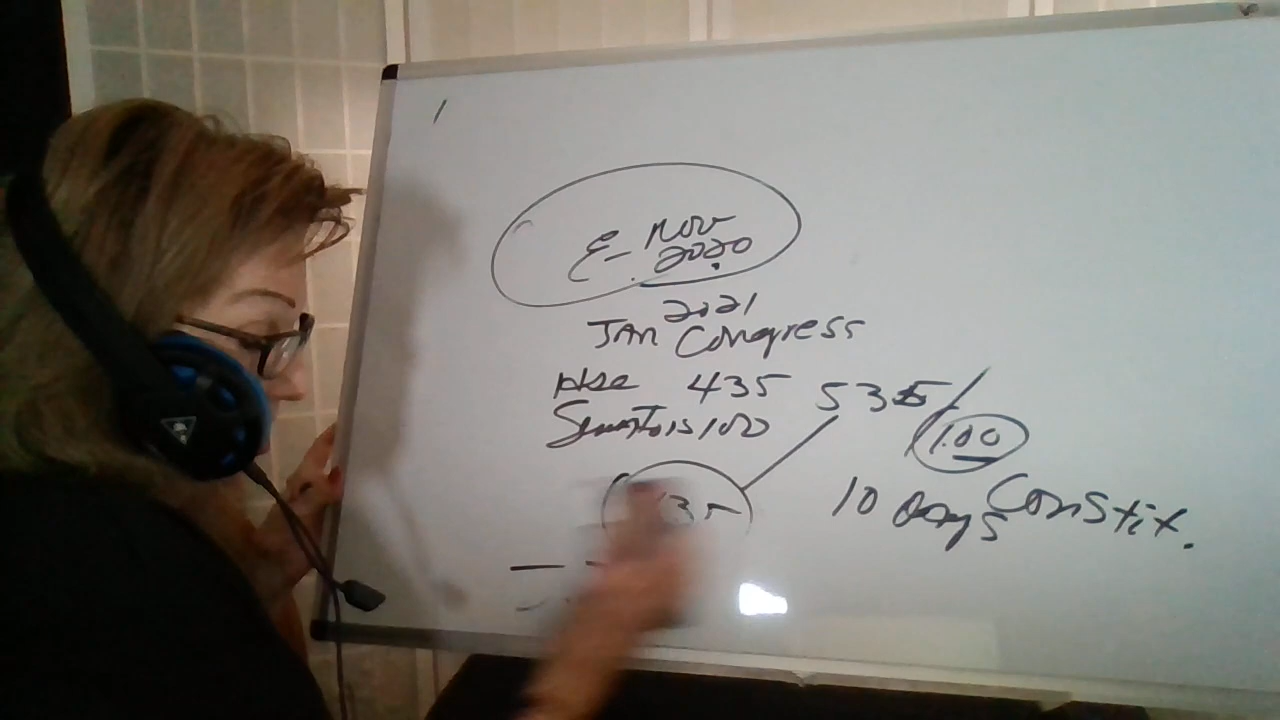 E- Nov
2020
2021
JAN Congress
Hse 435 535/
Senators 100
100
10 days Constit.